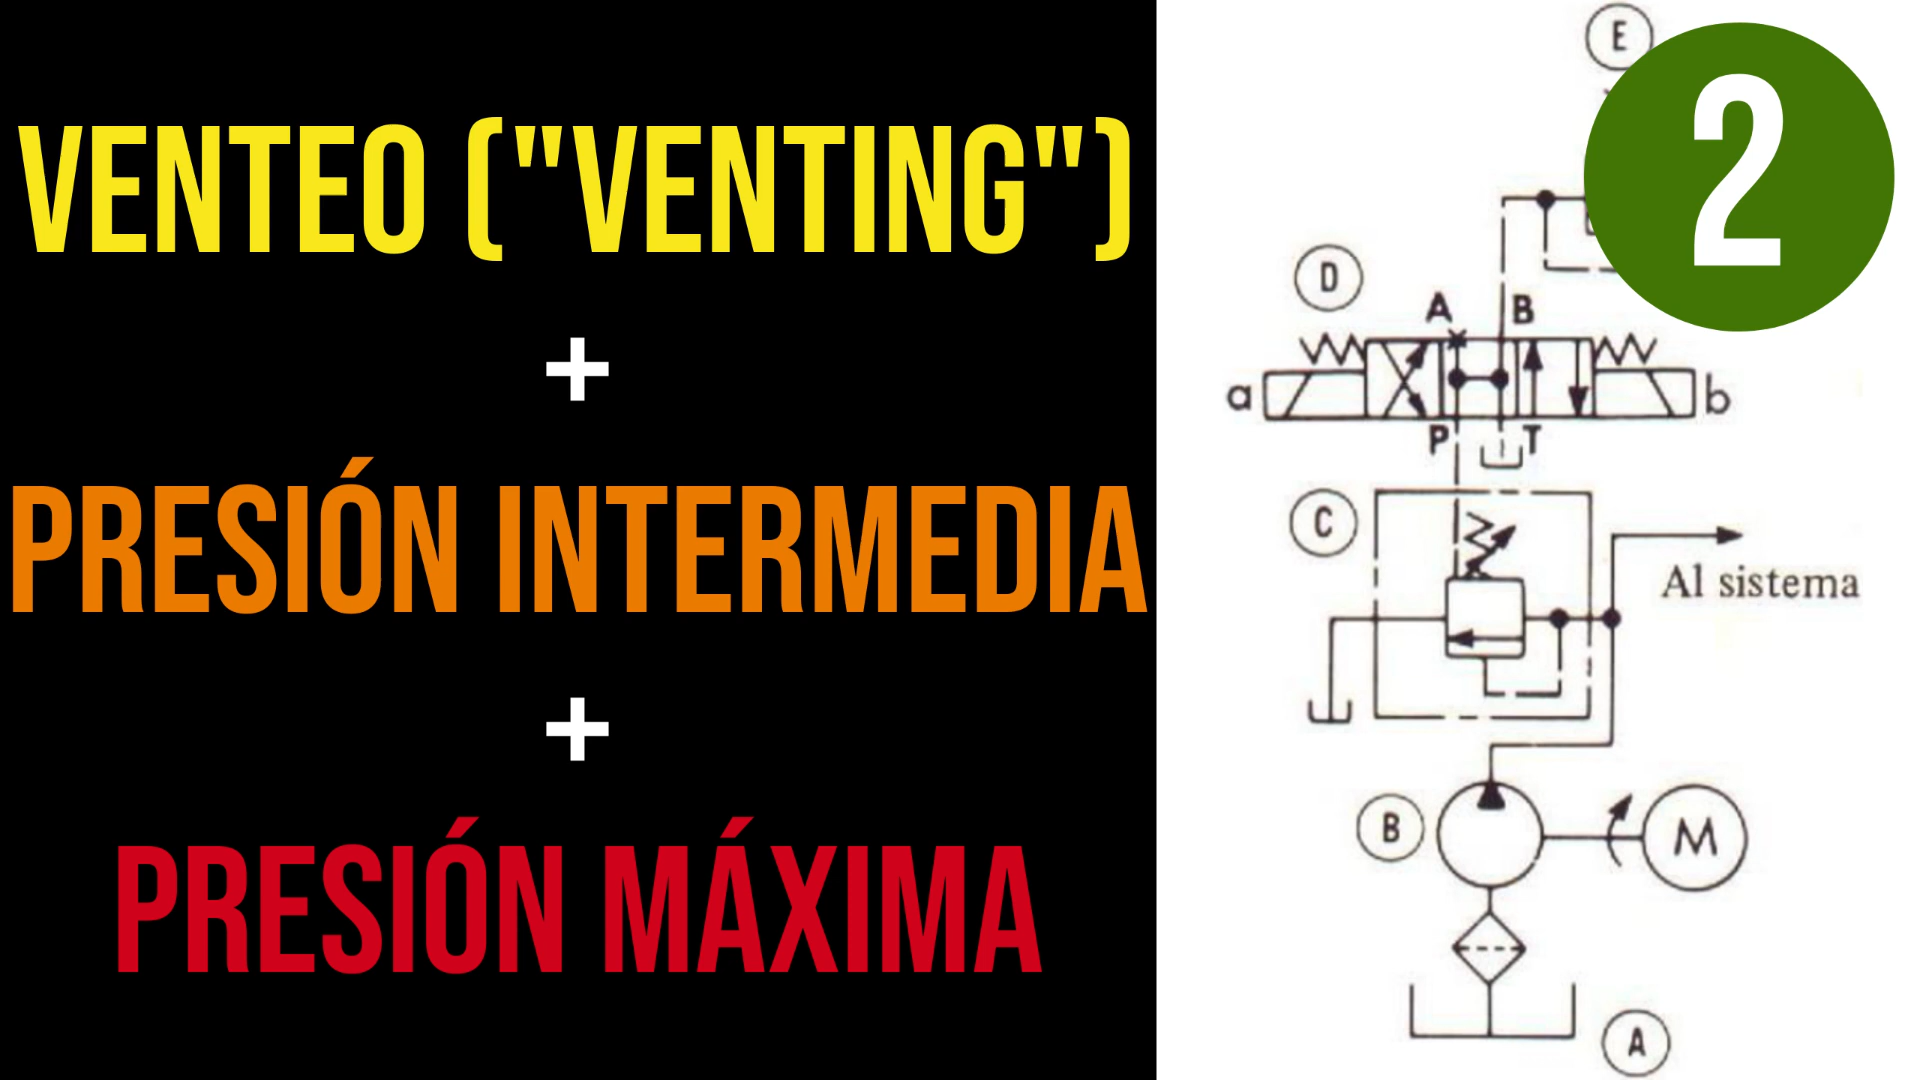 VENTEO ("VENTING")
+
PRESIÓN INTERMEDIA
+
PRESIÓN MÁXIMA
E
2
D
A B
a b
P T
C
Al sistema
B M
A